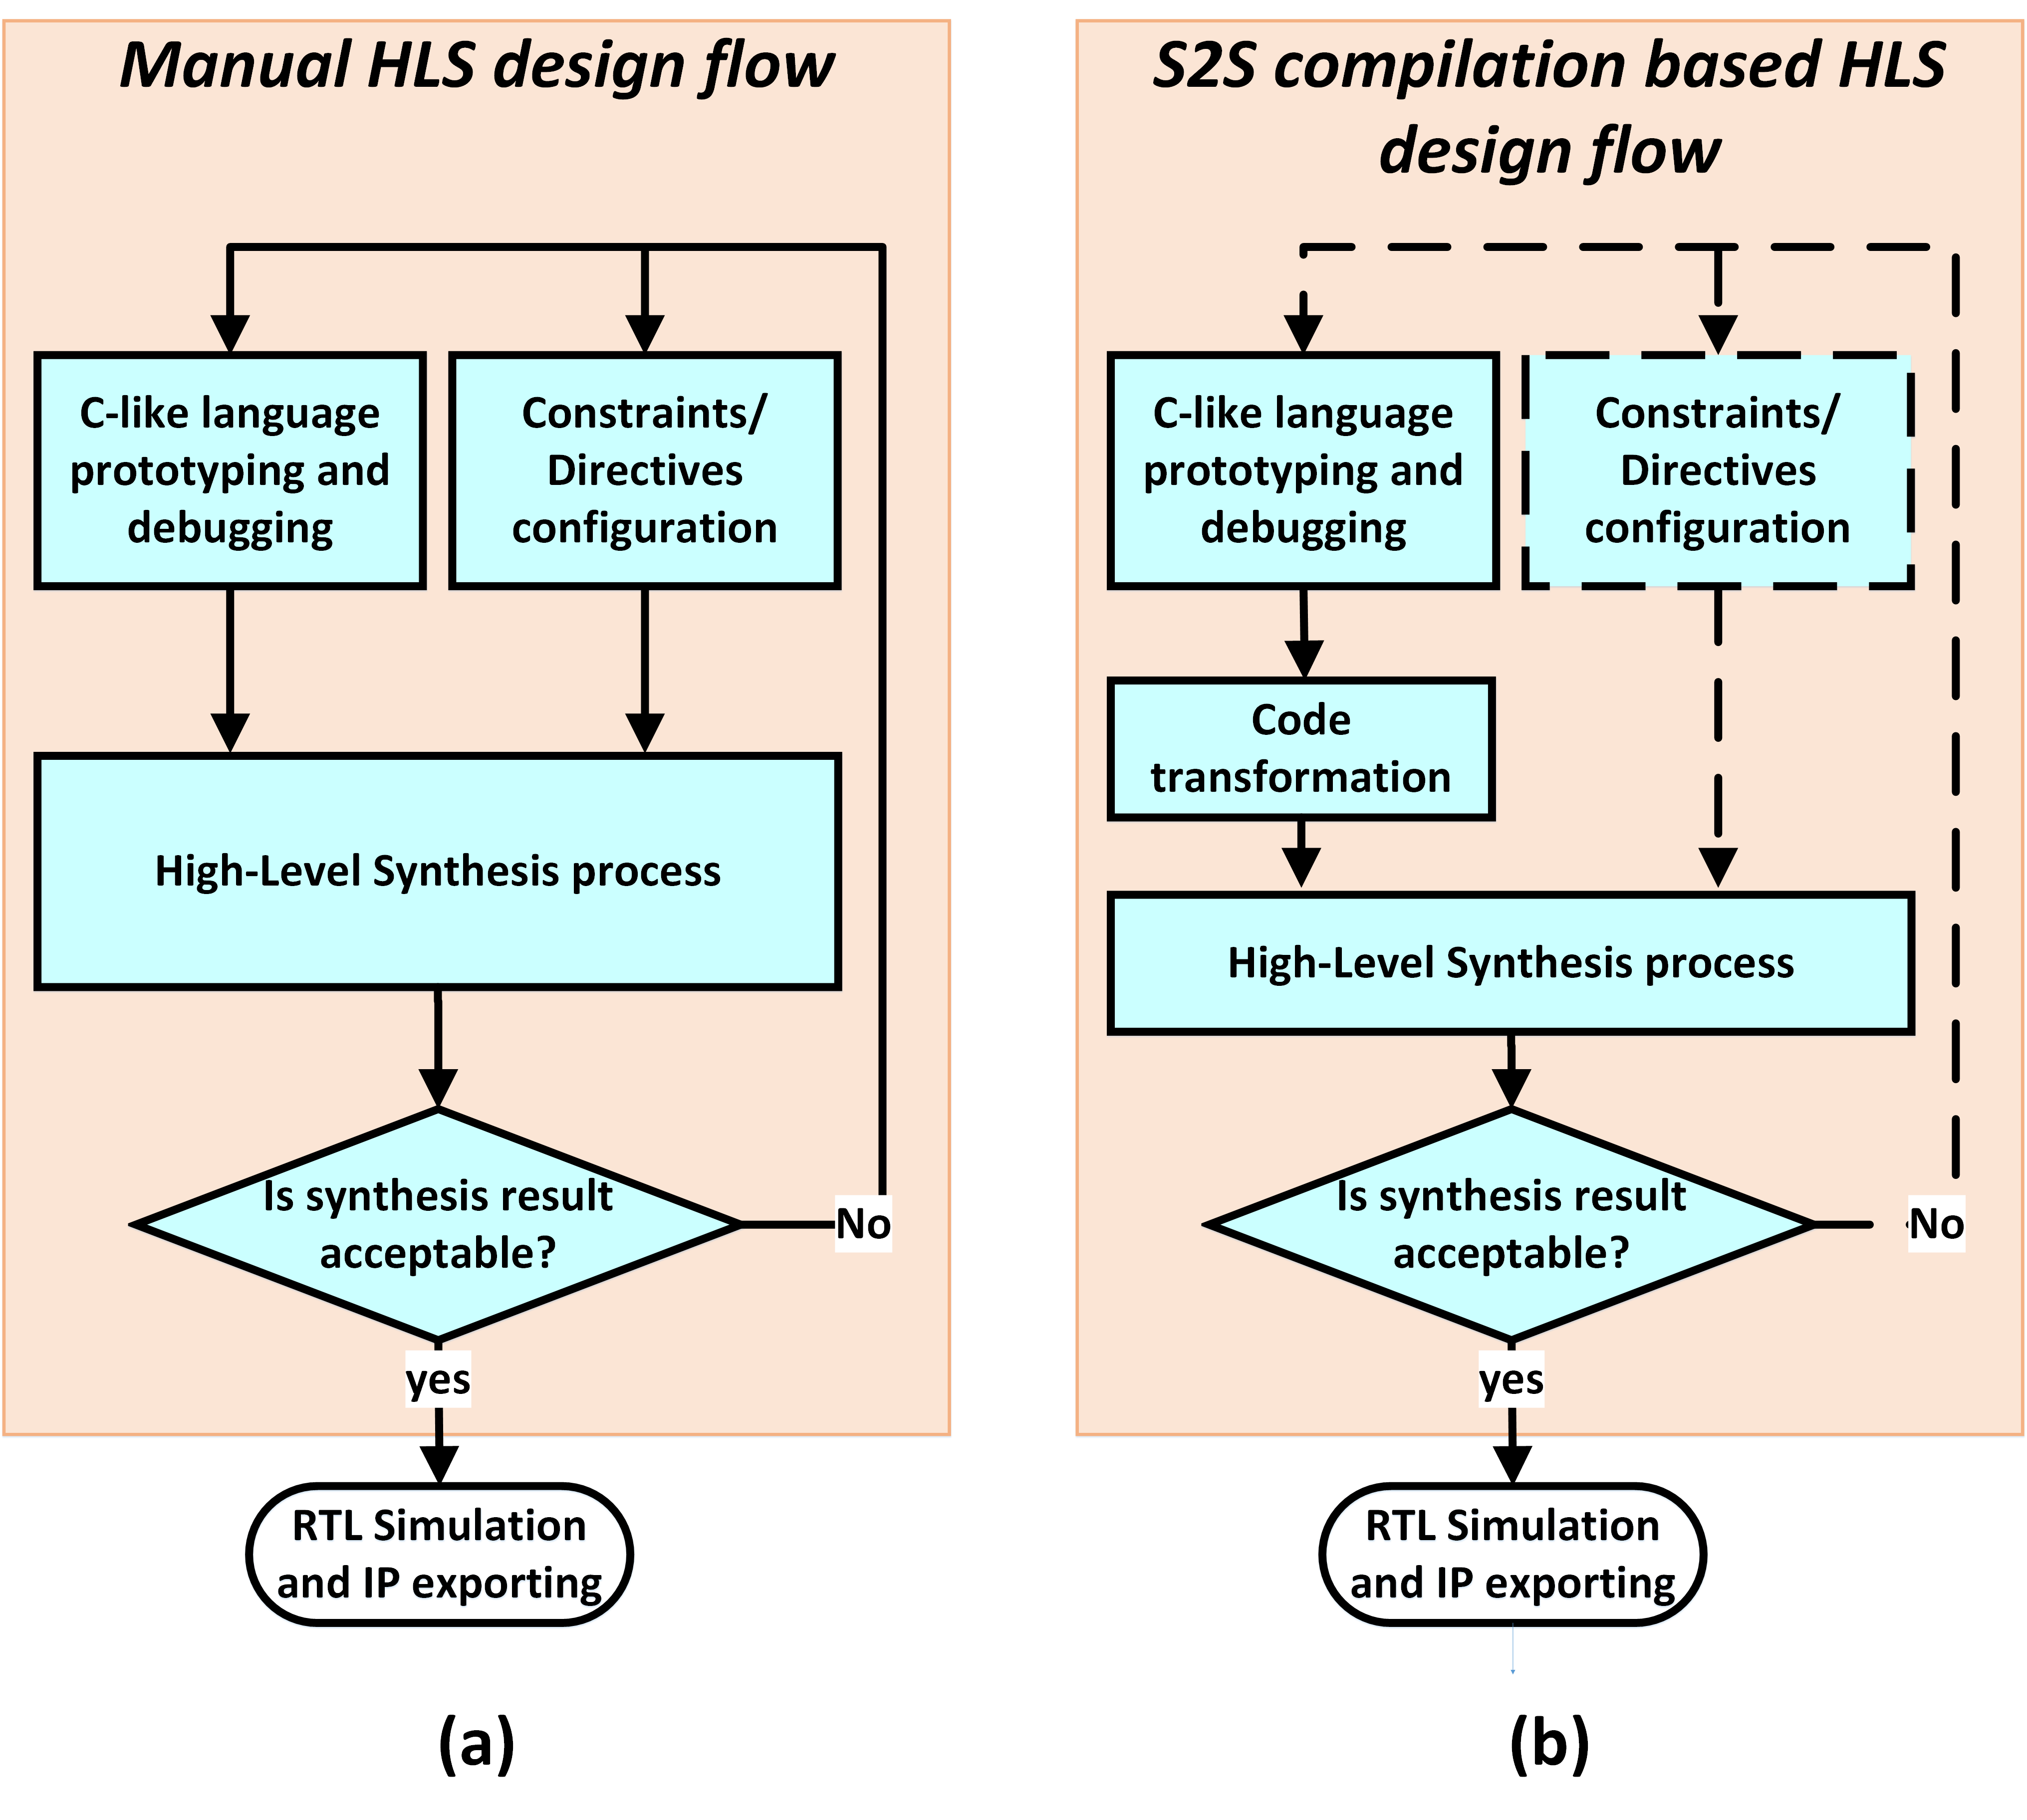 Manual HLS design flow
C-like language
prototyping and
debugging
Constraints/
Directives
configuration
High-Level Synthesis process
Is synthesis result
acceptable?
No
yes
RTL Simulation
and IP exporting
(a)
S2S compilation based HLS
design flow
C-like language
prototyping and
debugging
Constraints/
Directives
configuration
Code
transformation
High-Level Synthesis process
Is synthesis result
acceptable?
No
yes
RTL Simulation
and IP exporting
(b)